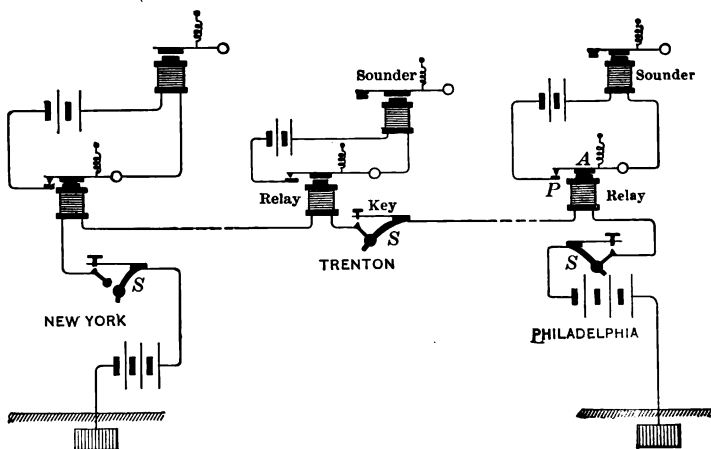 Sounder
Sounder
A
P
Relay
Relay
Key
S
S
S
TRENTON
NEW YORK
PHILADELPHIA